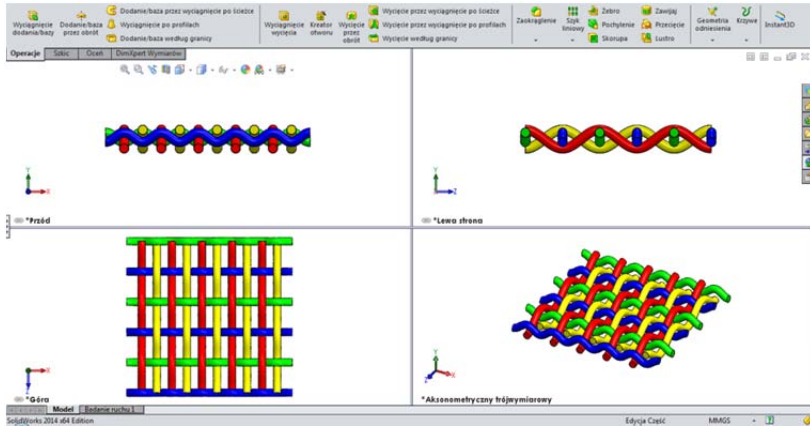 Wyciągnięcie dodania/bazy
Dodanie/baza przez obrót
Dodanie/baza przez wyciągnięcie po ścieżce
Wyciągnięcie po profilach
Dodanie/baza według granicy
Wyciągnięcie wycięcia
Kreator otworu
Wycięcie przez obrót
Wycięcie przez wyciągnięcie po ścieżce
Wycięcie przez wyciągnięcie po profilach
Wycięcie według granicy
Zaokrąglenie
Szyk liniowy
Żebro
Pochylenie
Skorupa
Zawijaj
Przecięcie
Lustro
Geometria odniesienia
Krzywe
Instant3D
Operacje
Szkic
Oceń
DimXpert Wymiarów
Y
X
*Przód
Y
Z
*Lewa strona
X
Z
*Góra
Y
Z
X
*Aksonometryczny trójwymiarowy
Model
Badanie ruchu 1
SolidWorks 2014 x64 Edition
Edycja Część
MMGS